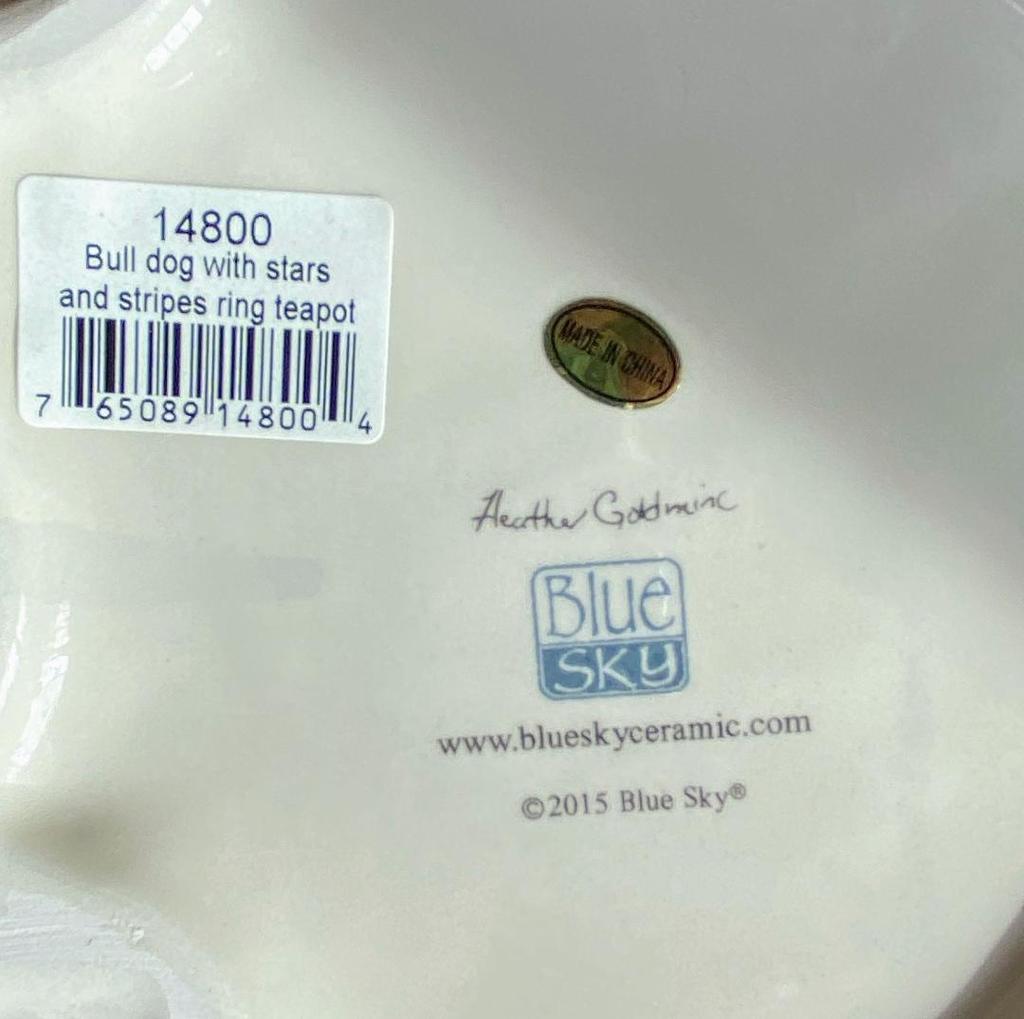 14800
Bull dog with stars
and stripes ring teapot
7 65089 14800 4
MADE IN CHINA
Heather Goldminc
Blue
SKY
www.blueskyceramic.com
©2015 Blue Sky®